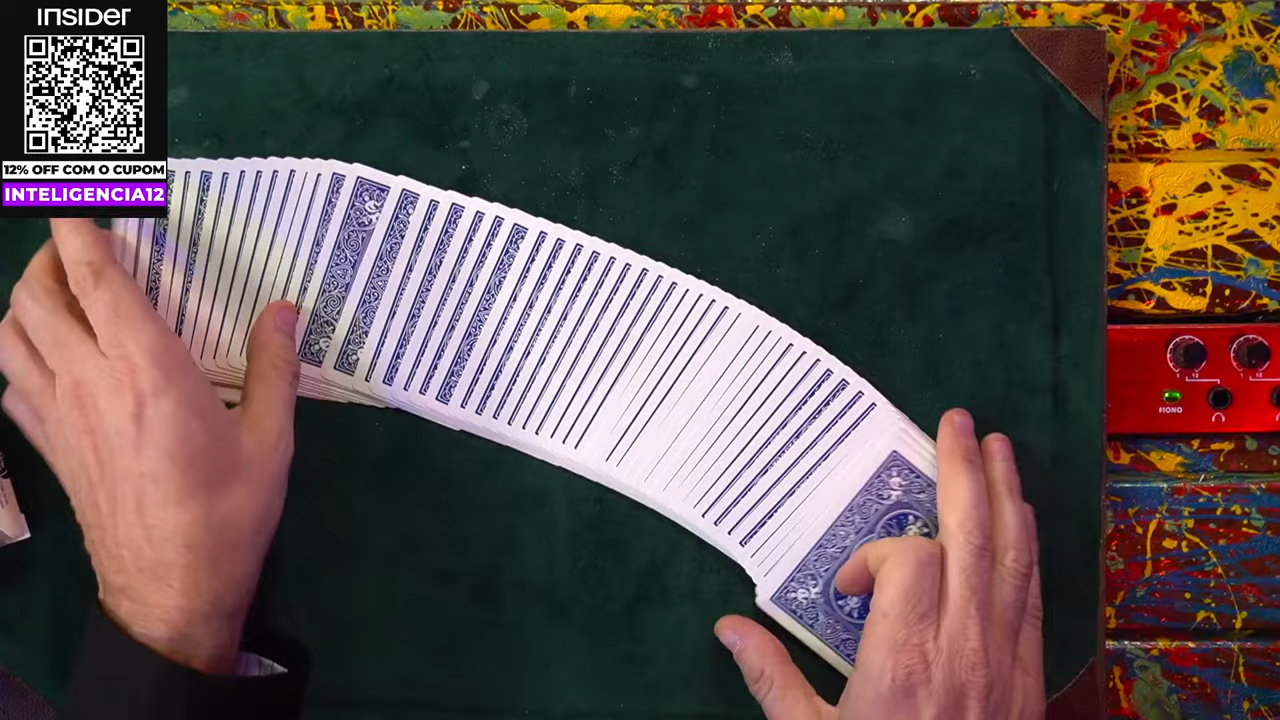 INSIDER
12% OFF COM O CUPOM
INTELIGENCIA12
MONO